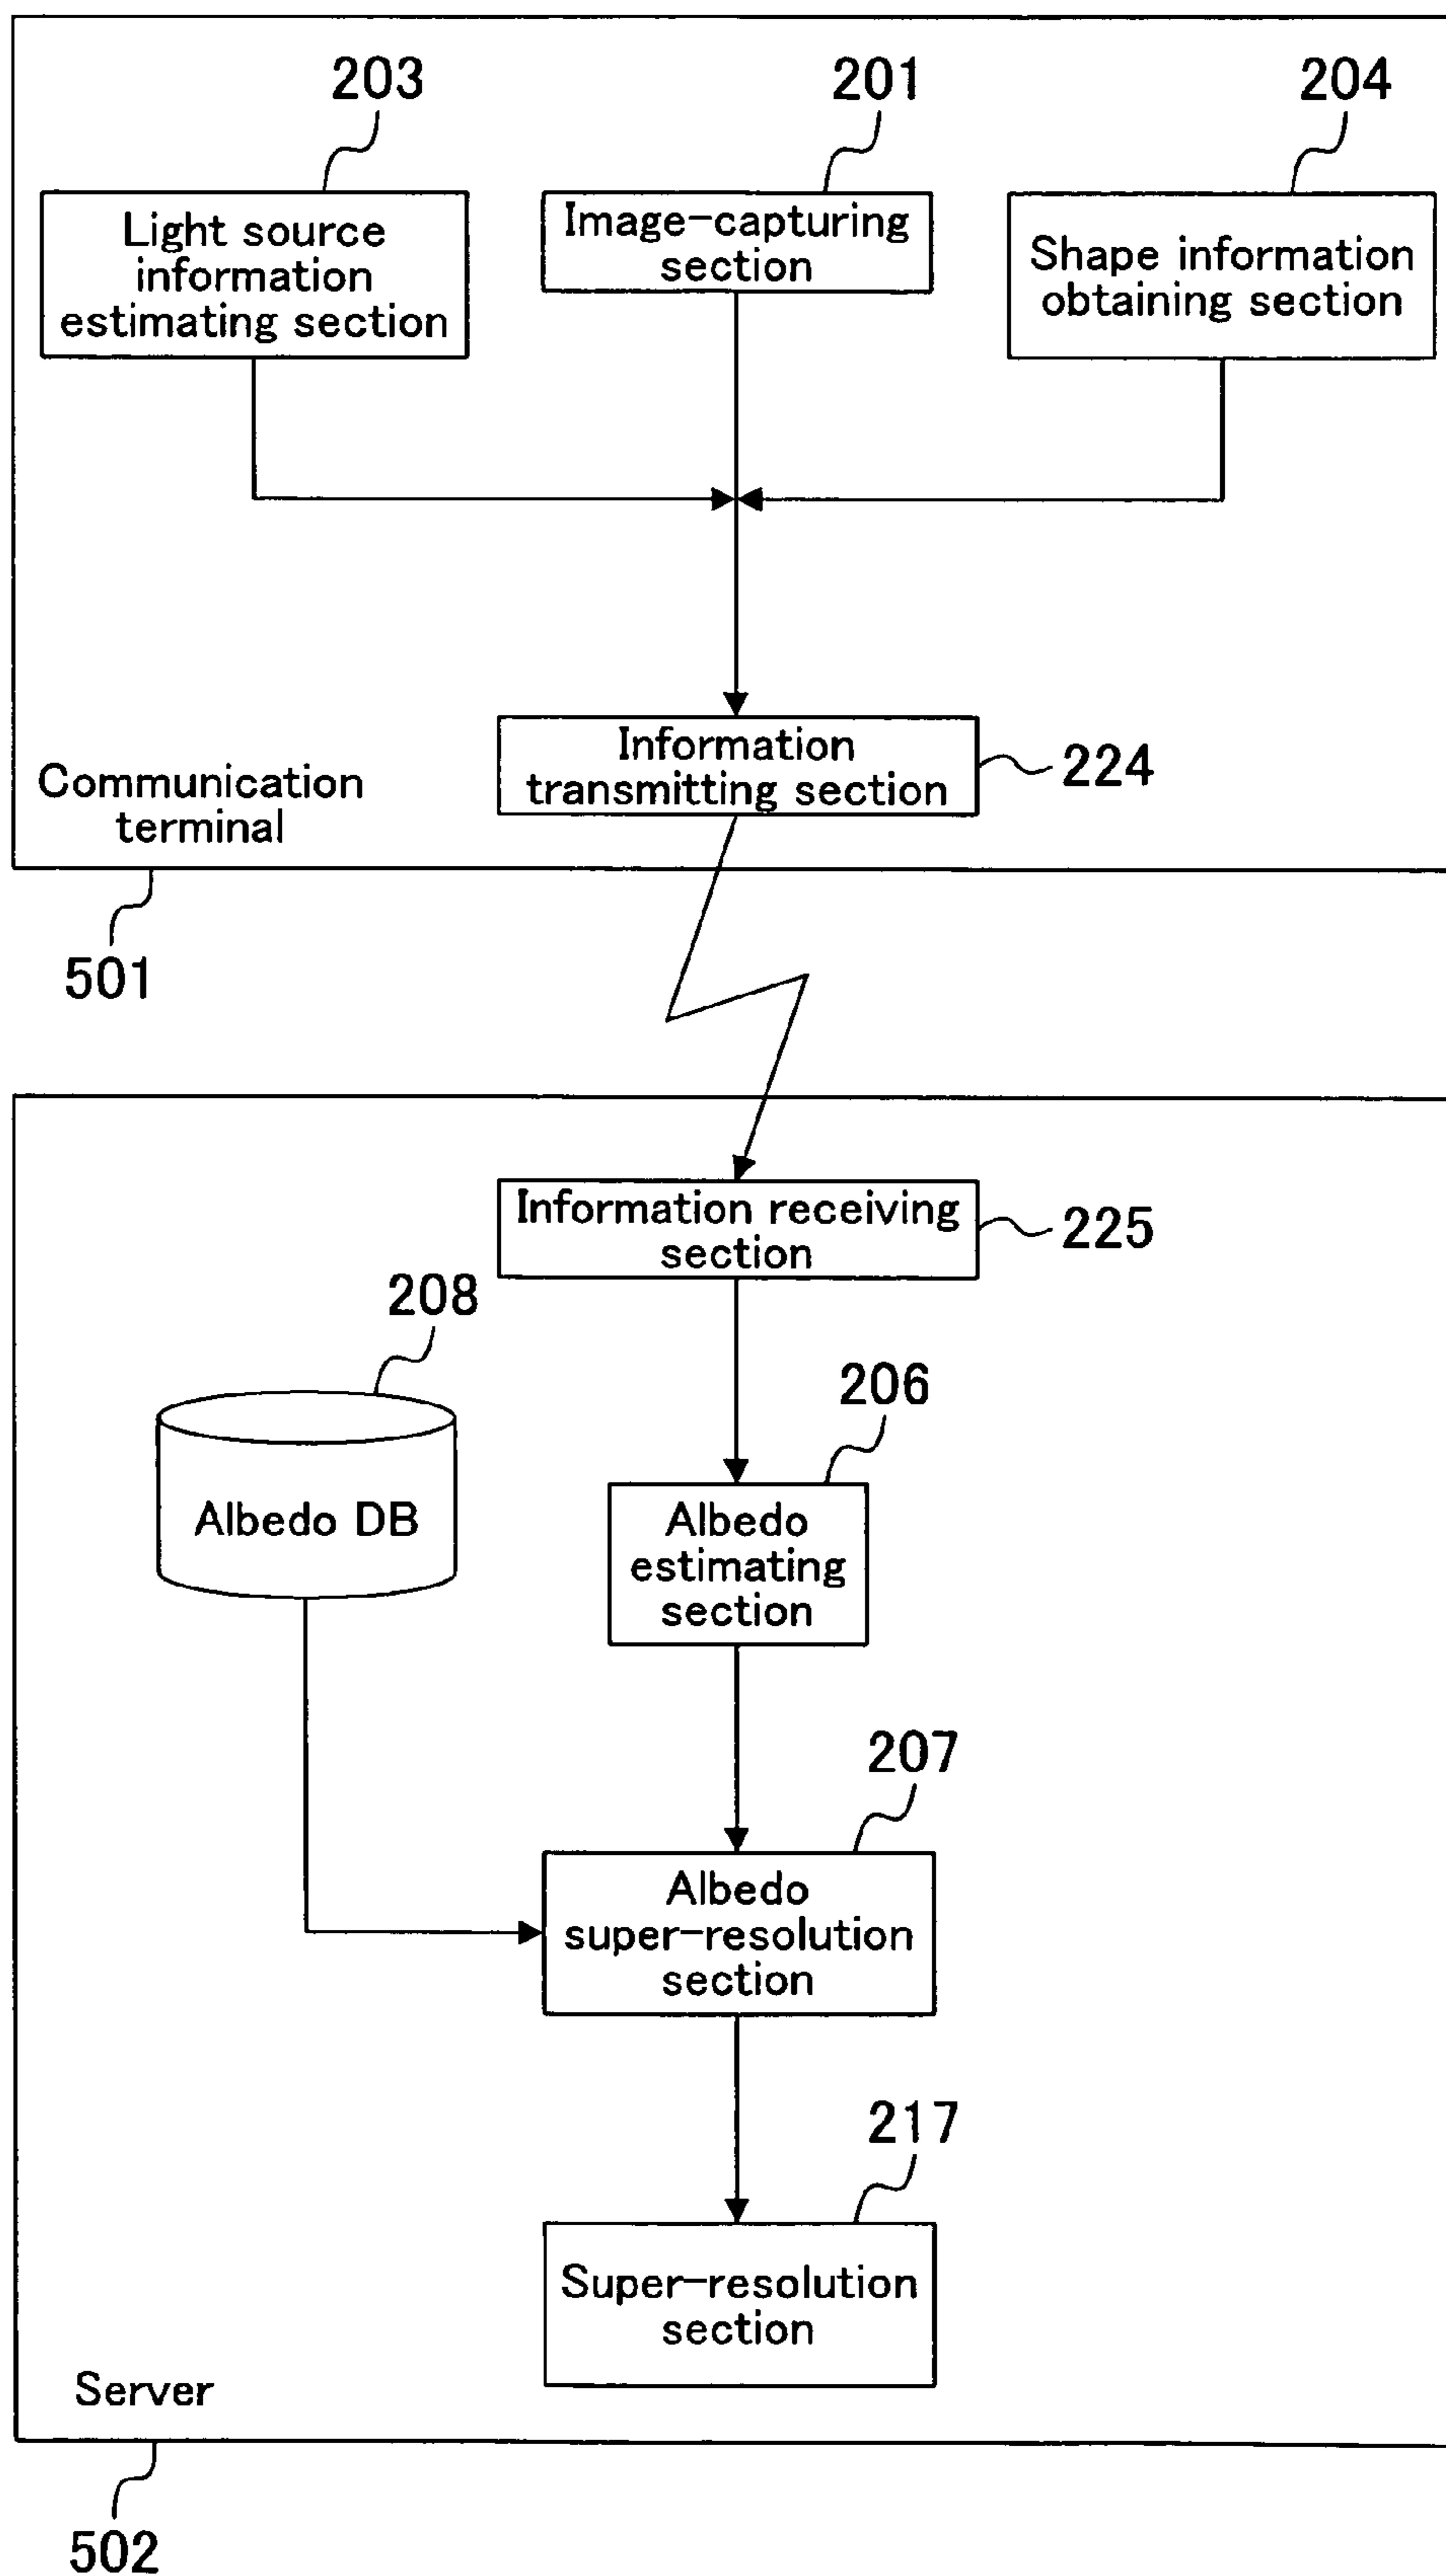 203
201
204
Light source
information
estimating section
Image-capturing
section
Shape information
obtaining section
Information
transmitting section
224
Communication
terminal
501
Information receiving
section
225
208
206
Albedo DB
Albedo
estimating
section
207
Albedo
super-resolution
section
217
Super-resolution
section
Server
502